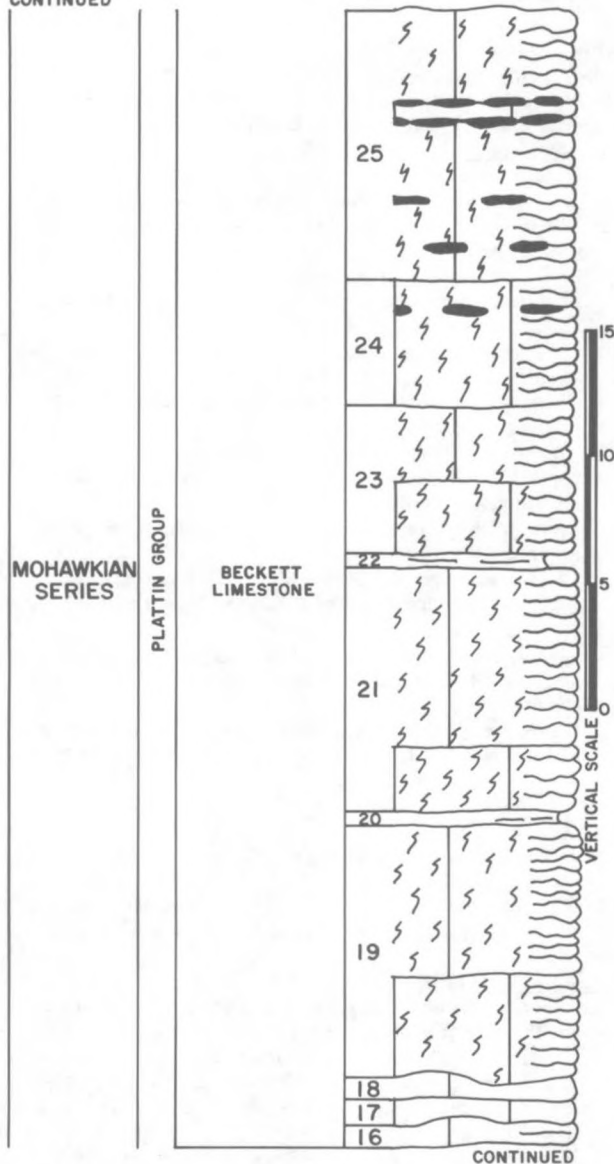 CONTINUED
25
24
23
22
21
20
19
18
17
16
MOHAWKIAN
SERIES
PLATTIN GROUP
BECKETT
LIMESTONE
15
10
5
0
VERTICAL SCALE
CONTINUED